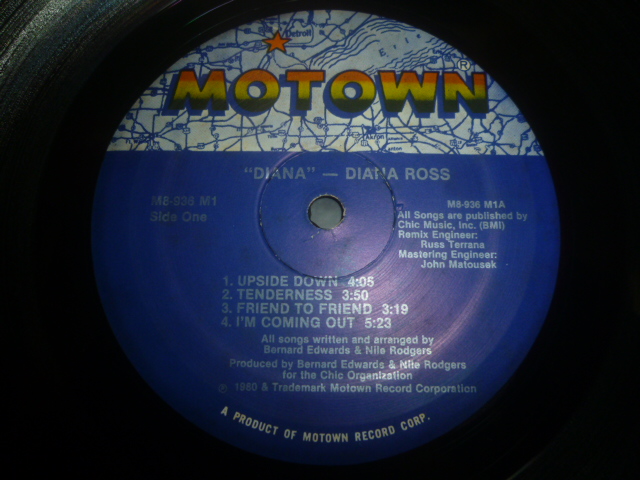 Detroit
MOTOWN®
"DIANA" — DIANA ROSS
M8-936 M1
Side One
M8-936 M1A
All Songs are published by
Chic Music, Inc. (BMI)
Remix Engineer:
Russ Terrana
Mastering Engineer:
John Matousek
1. UPSIDE DOWN 4:05
2. TENDERNESS 3:50
3. FRIEND TO FRIEND 3:19
4. I'M COMING OUT 5:23
All songs written and arranged by
Bernard Edwards & Nile Rodgers
Produced by Bernard Edwards & Nile Rodgers
for the Chic Organization
℗ 1980 & Trademark Motown Record Corporation
A PRODUCT OF MOTOWN RECORD CORP.